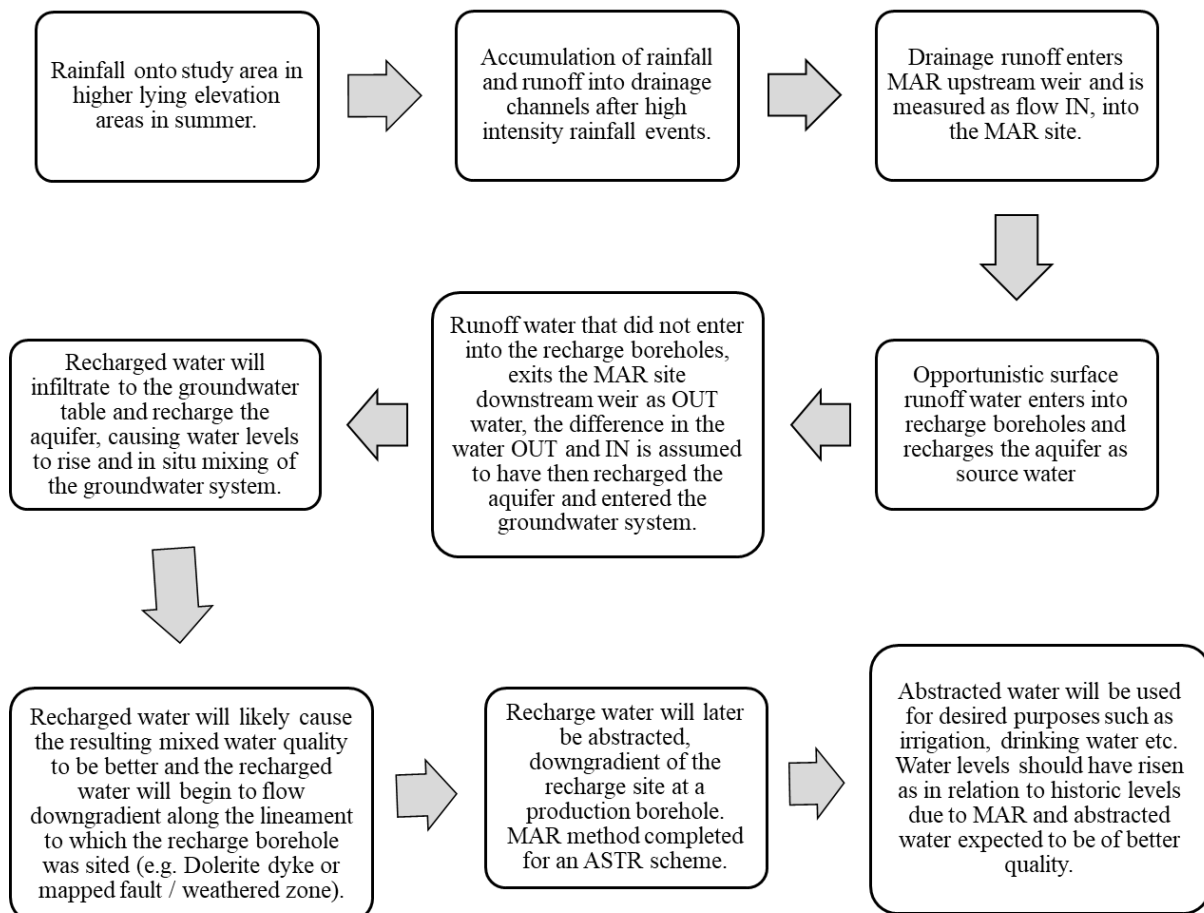 Rainfall onto study area in
higher lying elevation
areas in summer.
Accumulation of rainfall
and runoff into drainage
channels after high
intensity rainfall events.
Drainage runoff enters
MAR upstream weir and is
measured as flow IN, into
the MAR site.
Opportunistic surface
runoff water enters into
recharge boreholes and
recharges the aquifer as
source water
Runoff water that did not enter
into the recharge boreholes,
exits the MAR site
downstream weir as OUT
water, the difference in the
water OUT and IN is assumed
to have then recharged the
aquifer and entered the
groundwater system.
Recharged water will
infiltrate to the groundwater
table and recharge the
aquifer, causing water levels
to rise and in situ mixing of
the groundwater system.
Recharged water will likely cause
the resulting mixed water quality
to be better and the recharged
water will begin to flow
downgradient along the lineament
to which the recharge borehole
was sited (e.g. Dolerite dyke or
mapped fault / weathered zone).
Recharge water will later
be abstracted,
downgradient of the
recharge site at a
production borehole.
MAR method completed
for an ASTR scheme.
Abstracted water will be used
for desired purposes such as
irrigation, drinking water etc.
Water levels should have risen
as in relation to historic levels
due to MAR and abstracted
water expected to be of better
quality.